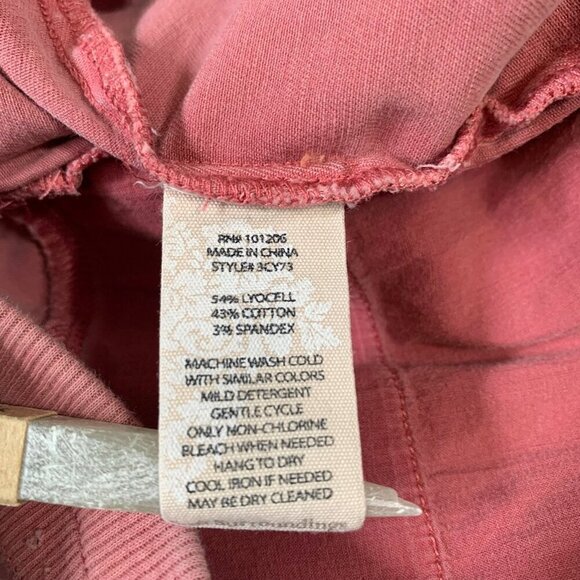 RN# 101206
MADE IN CHINA
STYLE# 3CY73
54% LYOCELL
43% COTTON
3% SPANDEX
MACHINE WASH COLD
WITH SIMILAR COLORS
MILD DETERGENT
GENTLE CYCLE
ONLY NON-CHLORINE
BLEACH WHEN NEEDED
HANG TO DRY
COOL IRON IF NEEDED
MAY BE DRY CLEANED
Surroundings